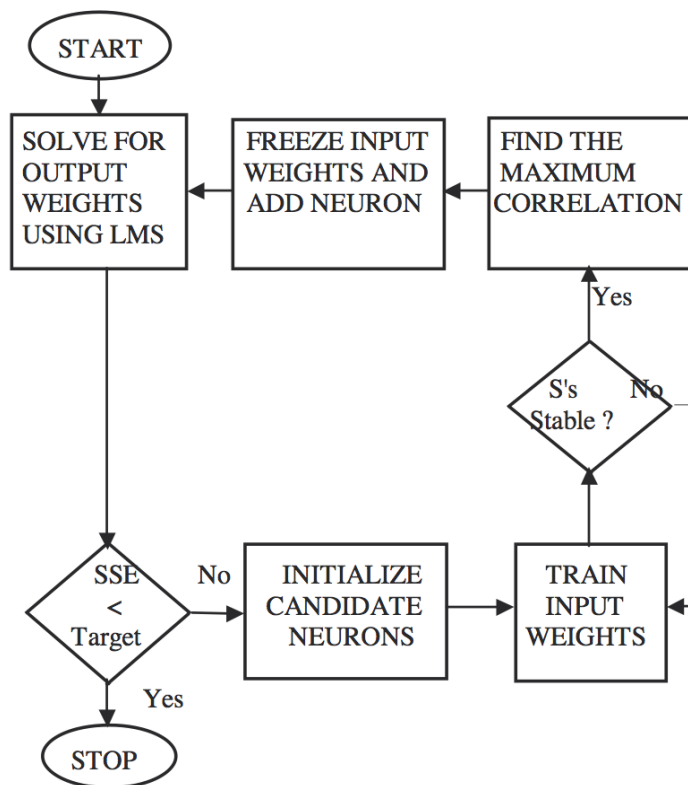 START
SOLVE FOR
OUTPUT
WEIGHTS
USING LMS
FREEZE INPUT
WEIGHTS AND
ADD NEURON
FIND THE
MAXIMUM
CORRELATION
Yes
S's
No
Stable ?
SSE
<
Target
No
INITIALIZE
CANDIDATE
NEURONS
TRAIN
INPUT
WEIGHTS
Yes
STOP